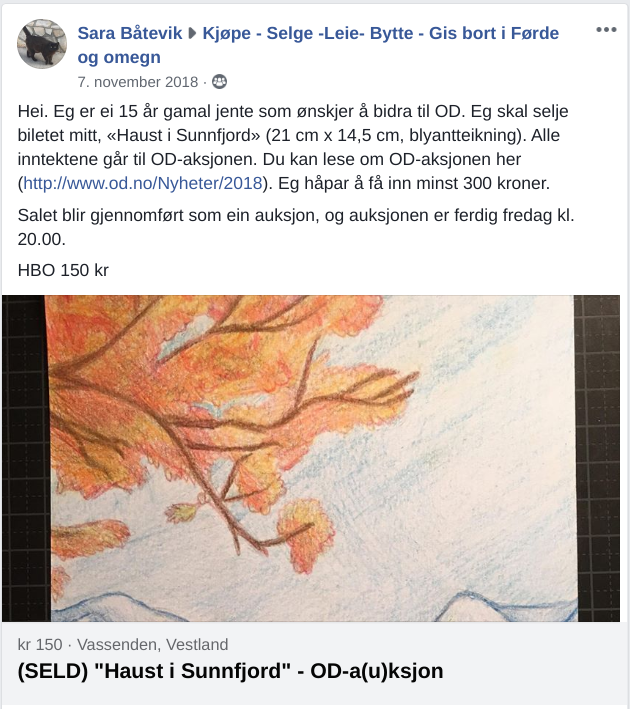 Sara Båtevik ▸ Kjøpe - Selge -Leie- Bytte - Gis bort i Førde
og omegn
7. november 2018 ·
Hei. Eg er ei 15 år gamal jente som ønskjer å bidra til OD. Eg skal selje
biletet mitt, «Haust i Sunnfjord» (21 cm x 14,5 cm, blyantteikning). Alle
inntektene går til OD-aksjonen. Du kan lese om OD-aksjonen her
(http://www.od.no/Nyheter/2018). Eg håpar å få inn minst 300 kroner.
Salet blir gjennomført som ein auksjon, og auksjonen er ferdig fredag kl.
20.00.
HBO 150 kr
kr 150 · Vassenden, Vestland
(SELD) "Haust i Sunnfjord" - OD-a(u)ksjon